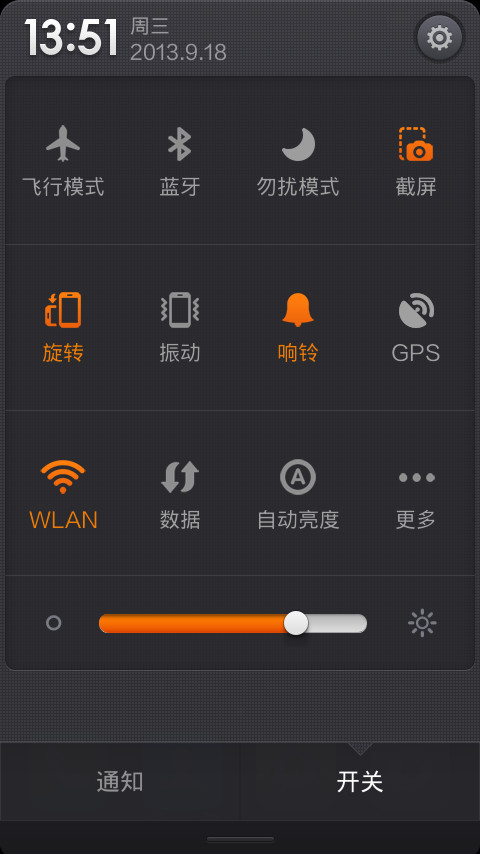 13:51
周三
2013.9.18
飞行模式 蓝牙 勿扰模式 截屏
旋转 振动 响铃 GPS
A
WLAN 数据 自动亮度 更多
通知 开关